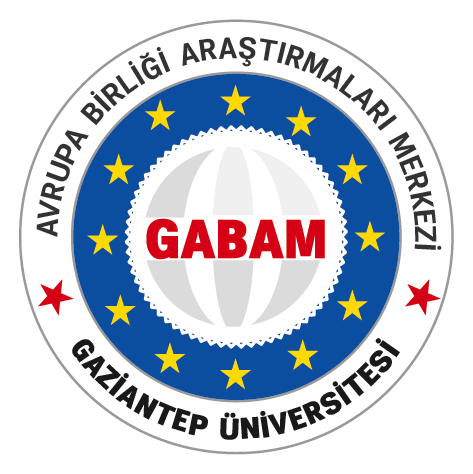 AVRUPA BİRLİĞİ ARAŞTIRMALARI MERKEZİ
GABAM
GAZİANTEP ÜNİVERSİTESİ